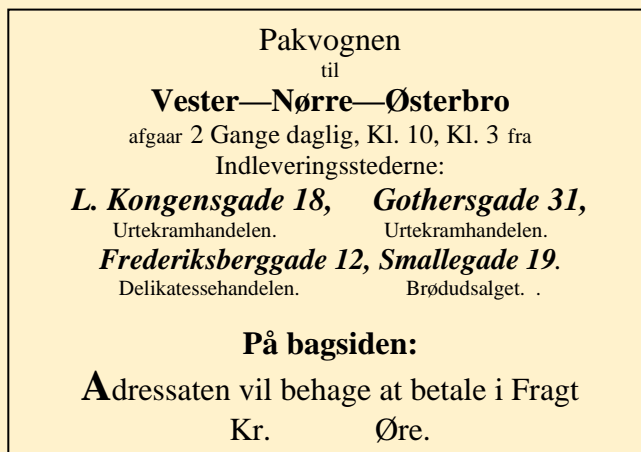 Pakvognen
til
Vester—Nørre—Østerbro
afgaar 2 Gange daglig, Kl. 10, Kl. 3 fra
Indleveringsstederne:
L. Kongensgade 18, Gothersgade 31,
Urtekramhandelen. Urtekramhandelen.
Frederiksberggade 12, Smallegade 19.
Delikatessehandelen. Brødudsalget. .
På bagsiden:
Adressaten vil behage at betale i Fragt
Kr. Øre.